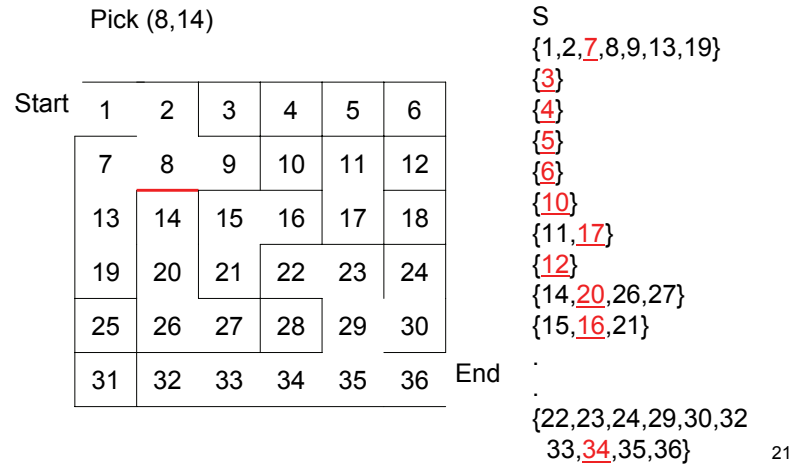 Pick (8,14)
Start
1 2 3 4 5 6
7 8 9 10 11 12
13 14 15 16 17 18
19 20 21 22 23 24
25 26 27 28 29 30
31 32 33 34 35 36
End
S
{1,2,7,8,9,13,19}
{3}
{4}
{5}
{6}
{10}
{11,17}
{12}
{14,20,26,27}
{15,16,21}
.
.
{22,23,24,29,30,32
33,34,35,36}
21